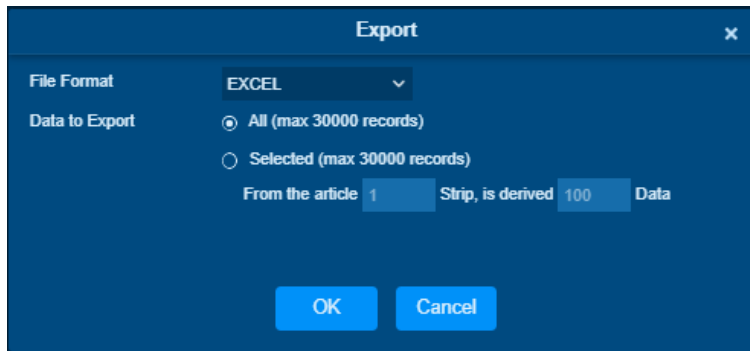 Export
×
File Format EXCEL
Data to Export All (max 30000 records)
Selected (max 30000 records)
From the article 1 Strip, is derived 100 Data
OK Cancel